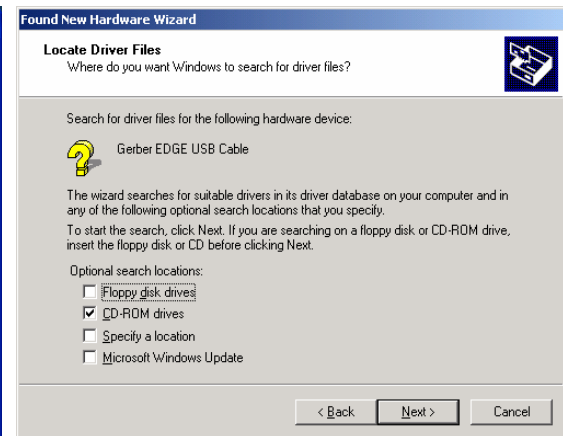 Found New Hardware Wizard
Locate Driver Files
Where do you want Windows to search for driver files?
Search for driver files for the following hardware device:
Gerber EDGE USB Cable
The wizard searches for suitable drivers in its driver database on your computer and in
any of the following optional search locations that you specify.
To start the search, click Next. If you are searching on a floppy disk or CD-ROM drive,
insert the floppy disk or CD before clicking Next.
Optional search locations:
Floppy disk drives
CD-ROM drives
Specify a location
Microsoft Windows Update
< Back Next > Cancel